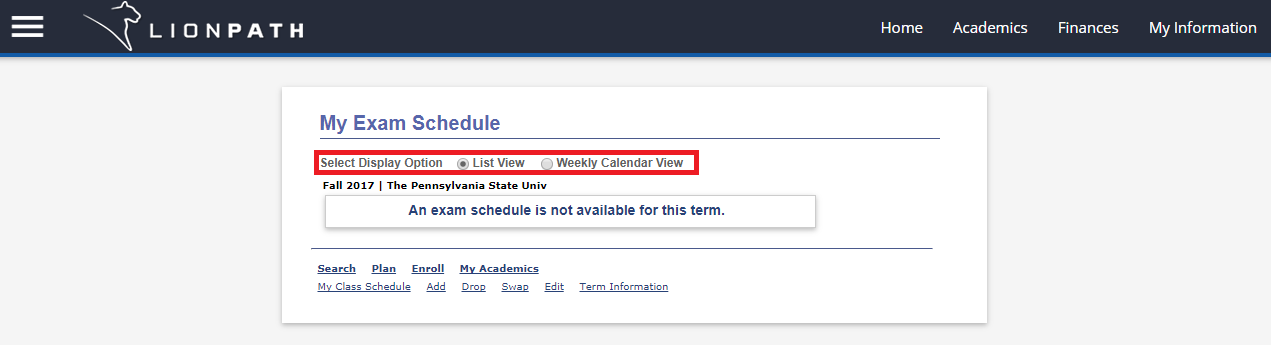 LIONPATH Home Academics Finances My Information
My Exam Schedule
Select Display Option List View Weekly Calendar View
Fall 2017 | The Pennsylvania State Univ
An exam schedule is not available for this term.
Search Plan Enroll My Academics
My Class Schedule Add Drop Swap Edit Term Information